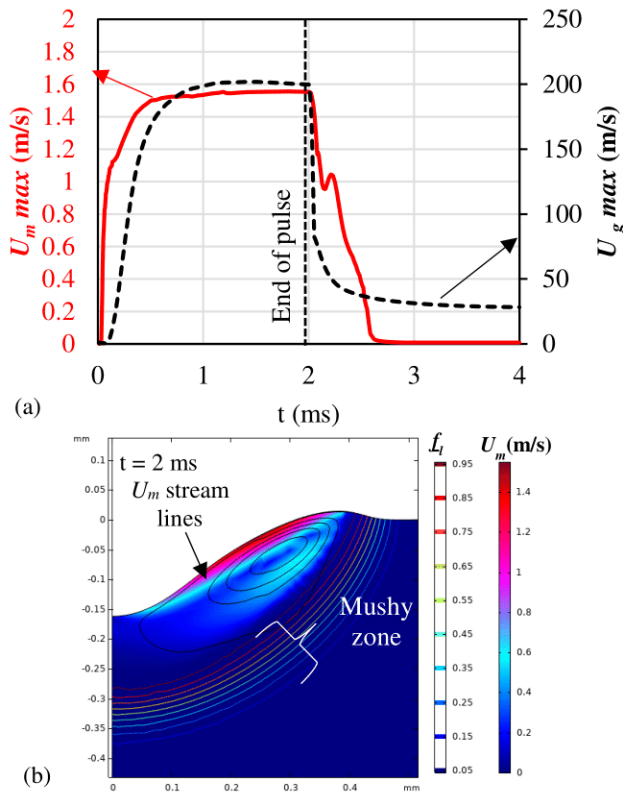 2
1.8
1.6
1.4
1.2
1
0.8
0.6
0.4
0.2
0
U_m max (m/s)
250
200
150
100
50
0
U_g max (m/s)
End of pulse
0 1 2 3 4
t (ms)
(a)
mm
0.1
0.05
0
-0.05
-0.1
-0.15
-0.2
-0.25
-0.3
-0.35
-0.4
t = 2 ms
U_m stream
lines
Mushy
zone
0 0.1 0.2 0.3 0.4 mm
f_l
0.95
0.85
0.75
0.65
0.55
0.45
0.35
0.25
0.15
0.05
U_m(m/s)
1.4
1.2
1
0.8
0.6
0.4
0.2
0
(b)